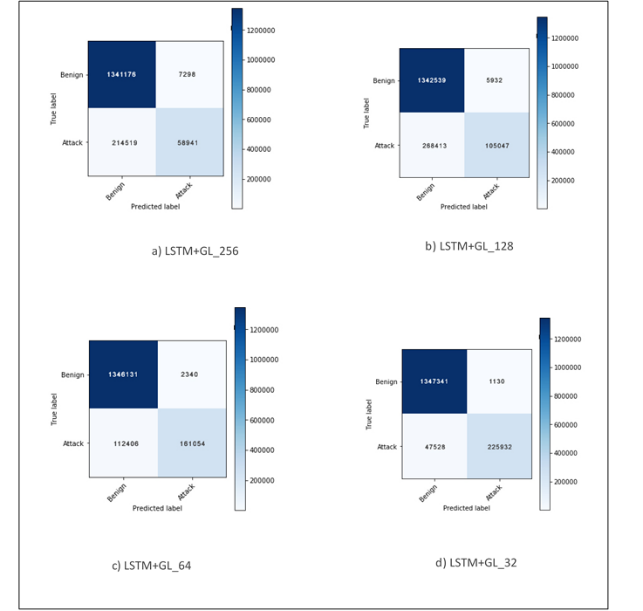 1200000
1000000
800000
600000
400000
200000
Benign
Attack
True label
1341178 7298
214519 58941
Benign Attack
Predicted label
a) LSTM+GL_256
1200000
1000000
800000
600000
400000
200000
Benign
Attack
True label
1342539 5932
288413 105047
Benign Attack
Predicted label
b) LSTM+GL_128
1200000
1000000
800000
600000
400000
200000
Benign
Attack
True label
1346131 2340
112406 161054
Benign Attack
Predicted label
c) LSTM+GL_64
1200000
1000000
800000
600000
400000
200000
Benign
Attack
True label
1347341 1130
47528 225932
Benign Attack
Predicted label
d) LSTM+GL_32